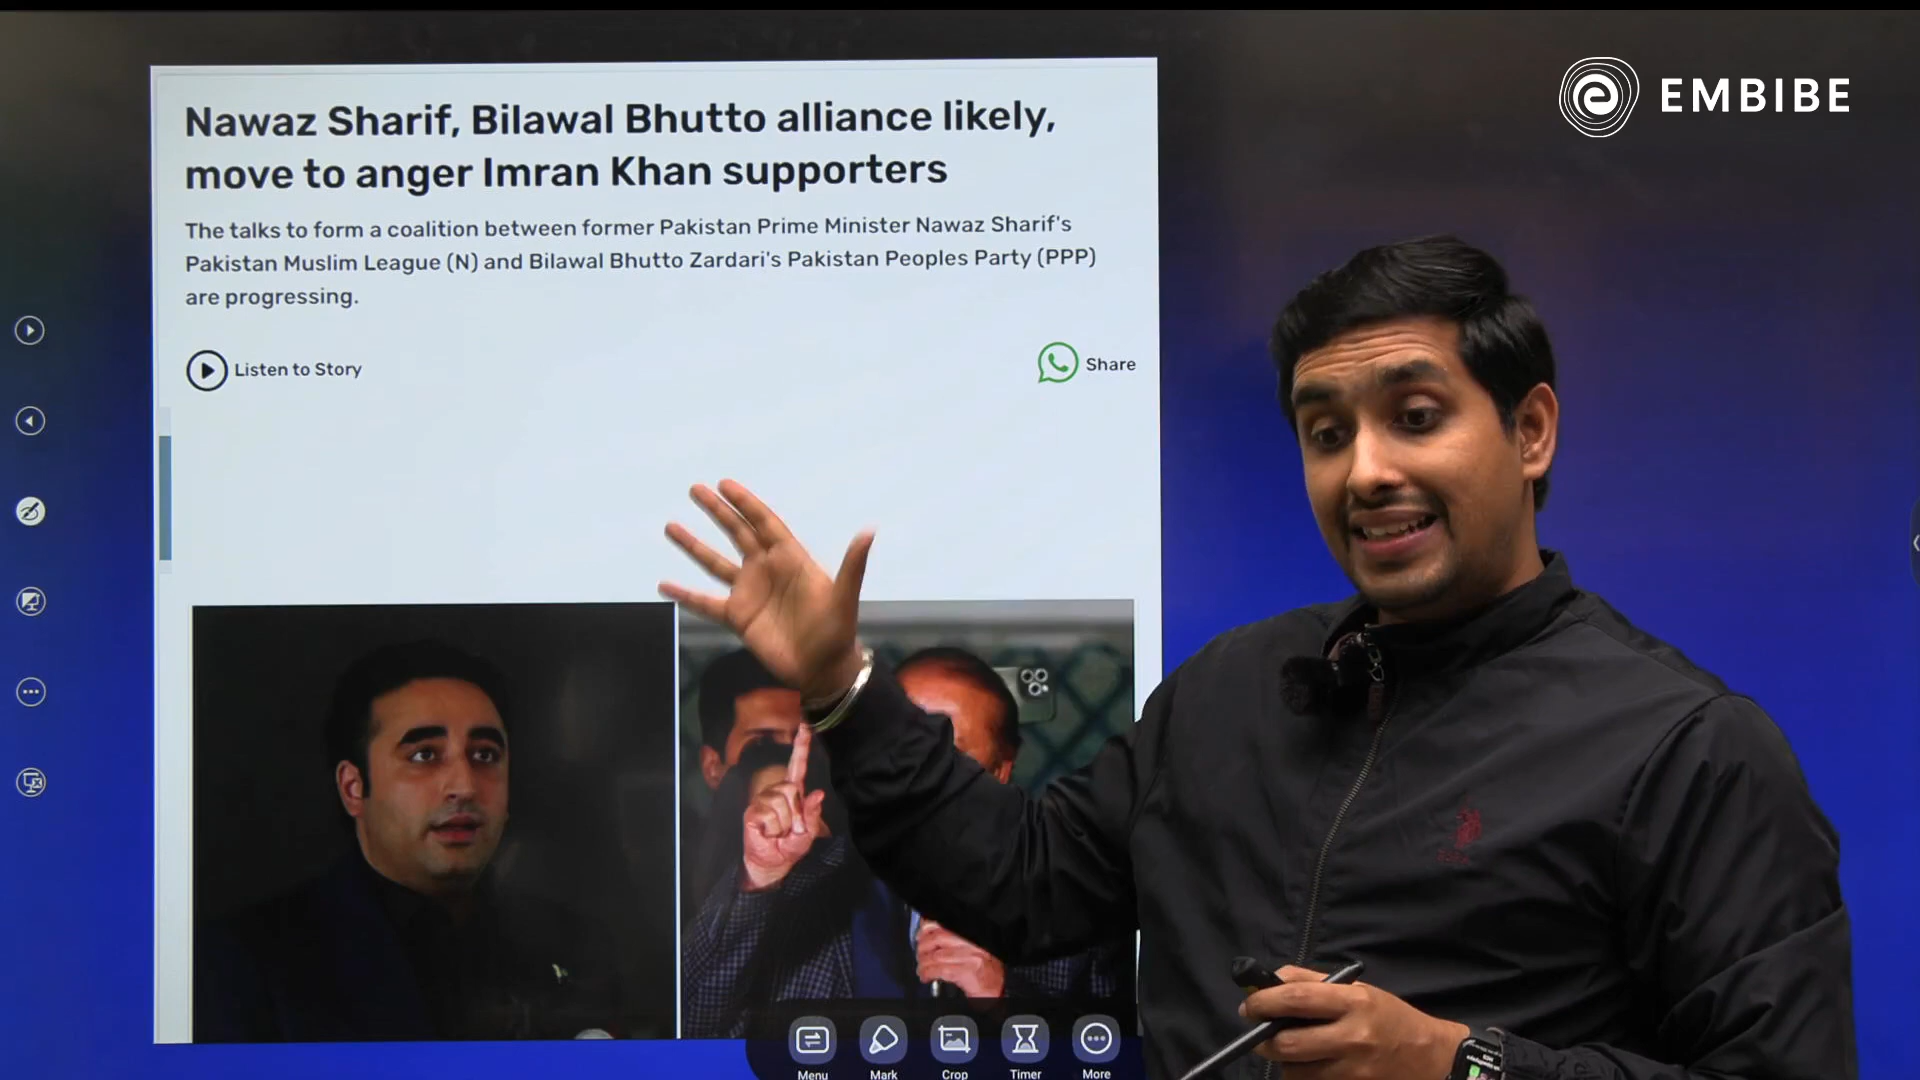 EMBIBE
Nawaz Sharif, Bilawal Bhutto alliance likely,
move to anger Imran Khan supporters
The talks to form a coalition between former Pakistan Prime Minister Nawaz Sharif's
Pakistan Muslim League (N) and Bilawal Bhutto Zardari's Pakistan Peoples Party (PPP)
are progressing.
Listen to Story
Share
Menu
Mark
Crop
Timer
More